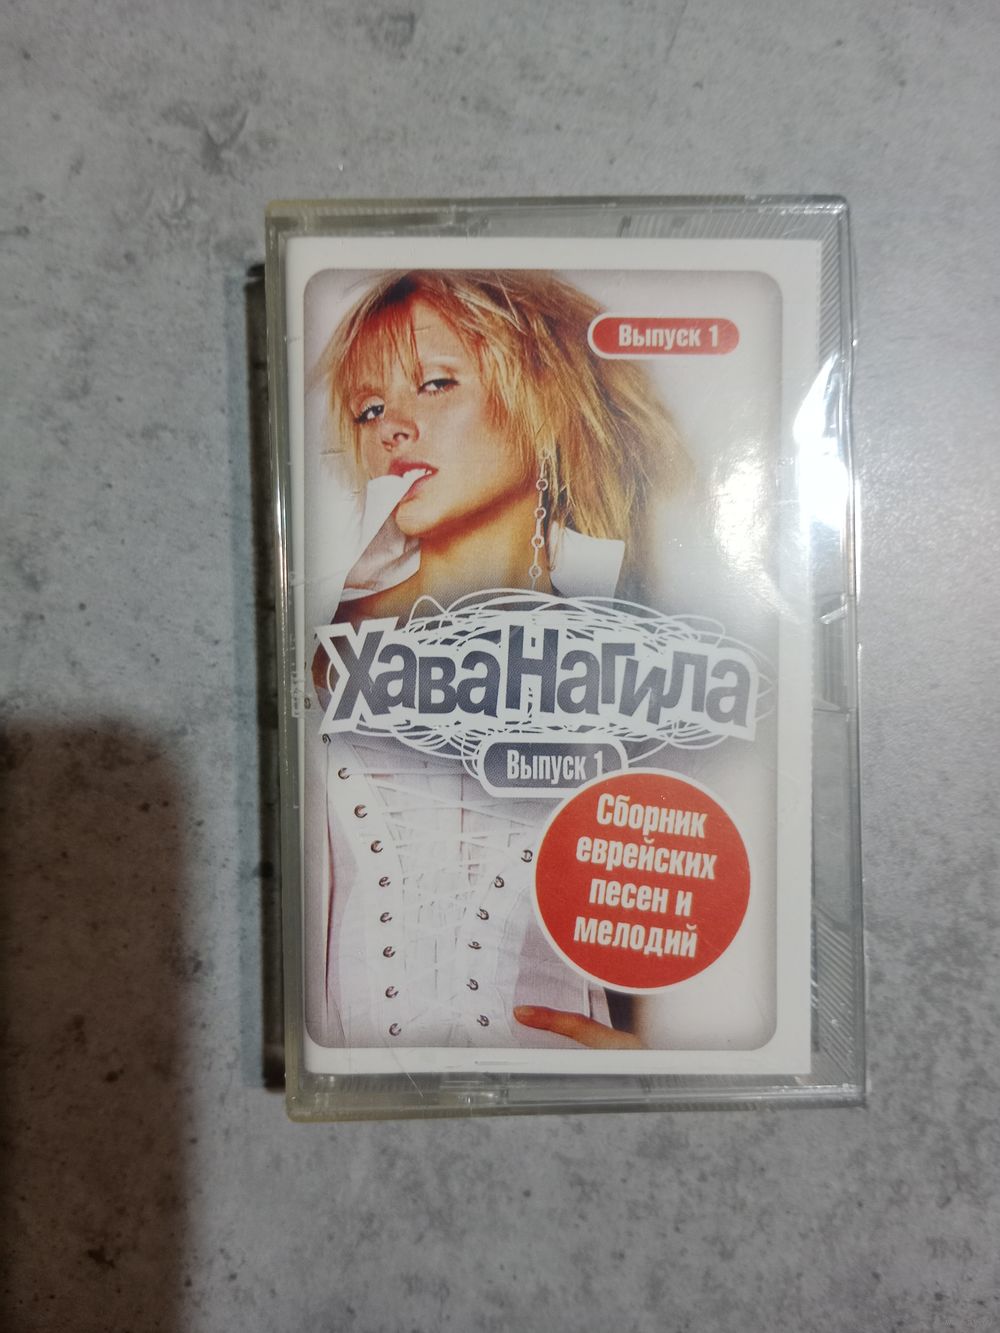 Выпуск 1
ХаваНагила
Выпуск 1
Сборник
еврейских
песен и
мелодий